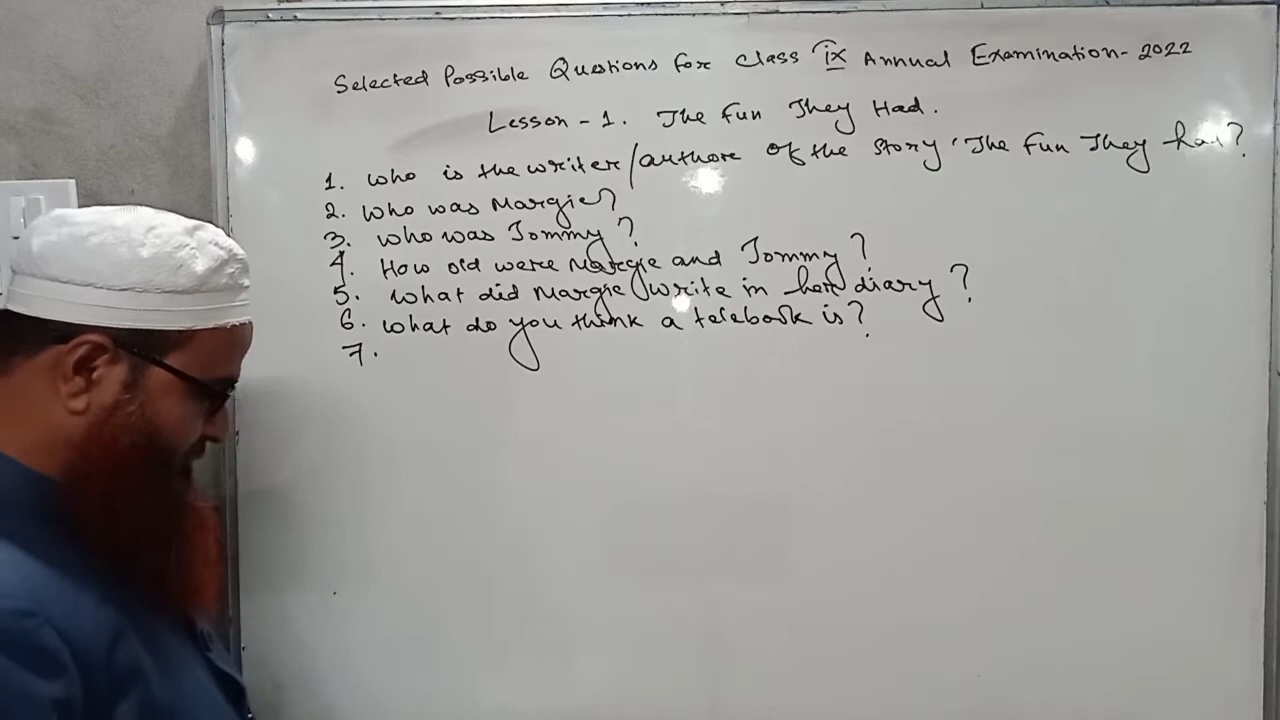 Selected Possible Questions for class IX Annual Examination-2022
Lesson-1. The Fun They Had.
1. Who is the writer/authore of the story 'The Fun They had?
2. Who was Margie?
3. Who was Tommy?
4. How old were Margie and Tommy?
5. What did Margie write in her diary?
6. What do you think a telebook is?
7.